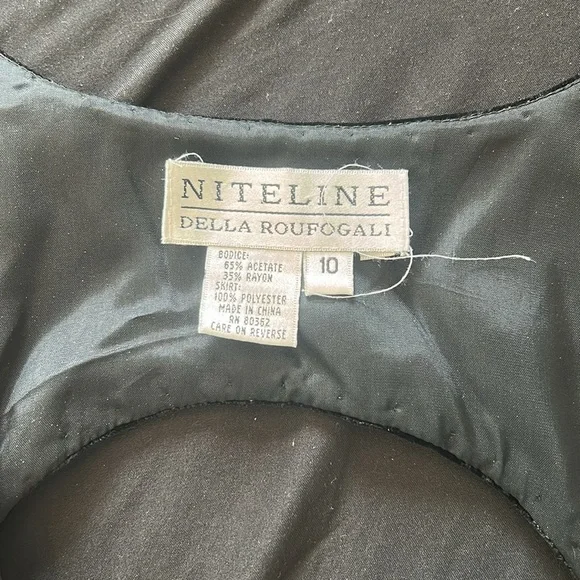 NITELINE
DELLA ROUFOGALI
BODICE:
65% ACETATE
35% RAYON
SKIRT:
100% POLYESTER
MADE IN CHINA
RN 80362
CARE ON REVERSE
10